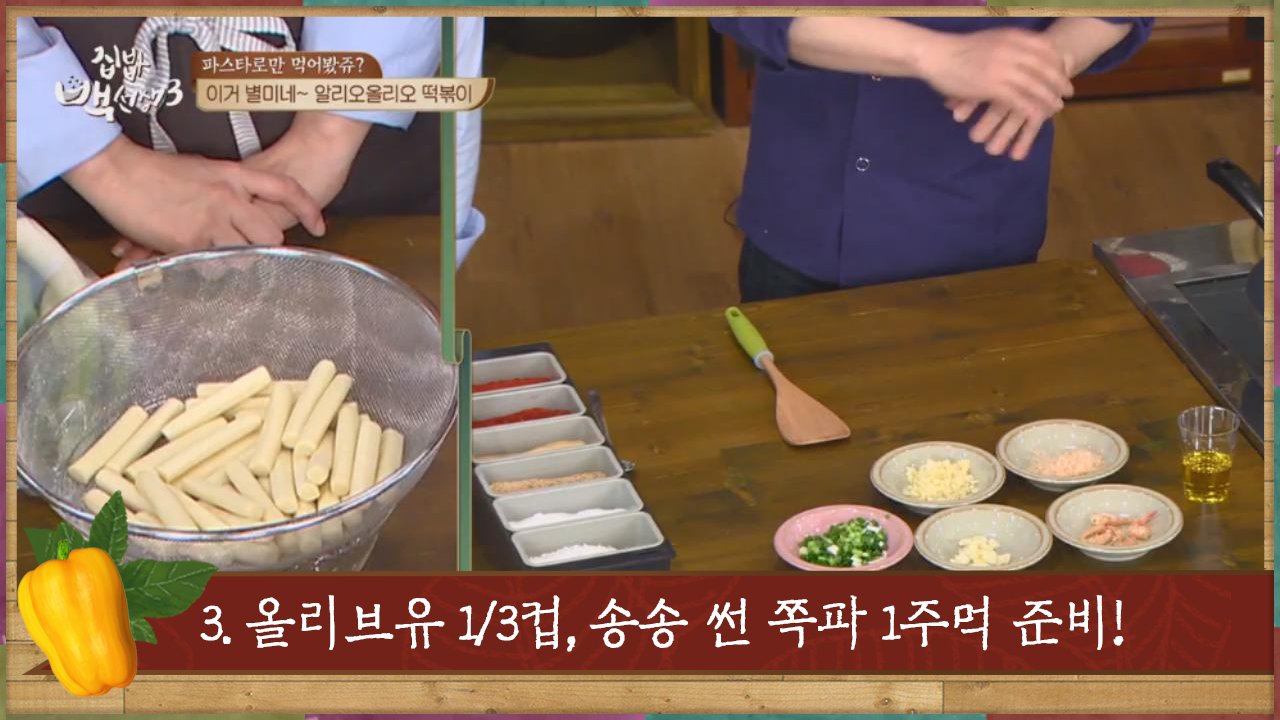 집밥
백선생3
파스타로만 먹어봤쥬?
이거 별미네~ 알리오올리오 떡볶이
3. 올리브유 1/3컵, 송송 썬 쪽파 1주먹 준비!